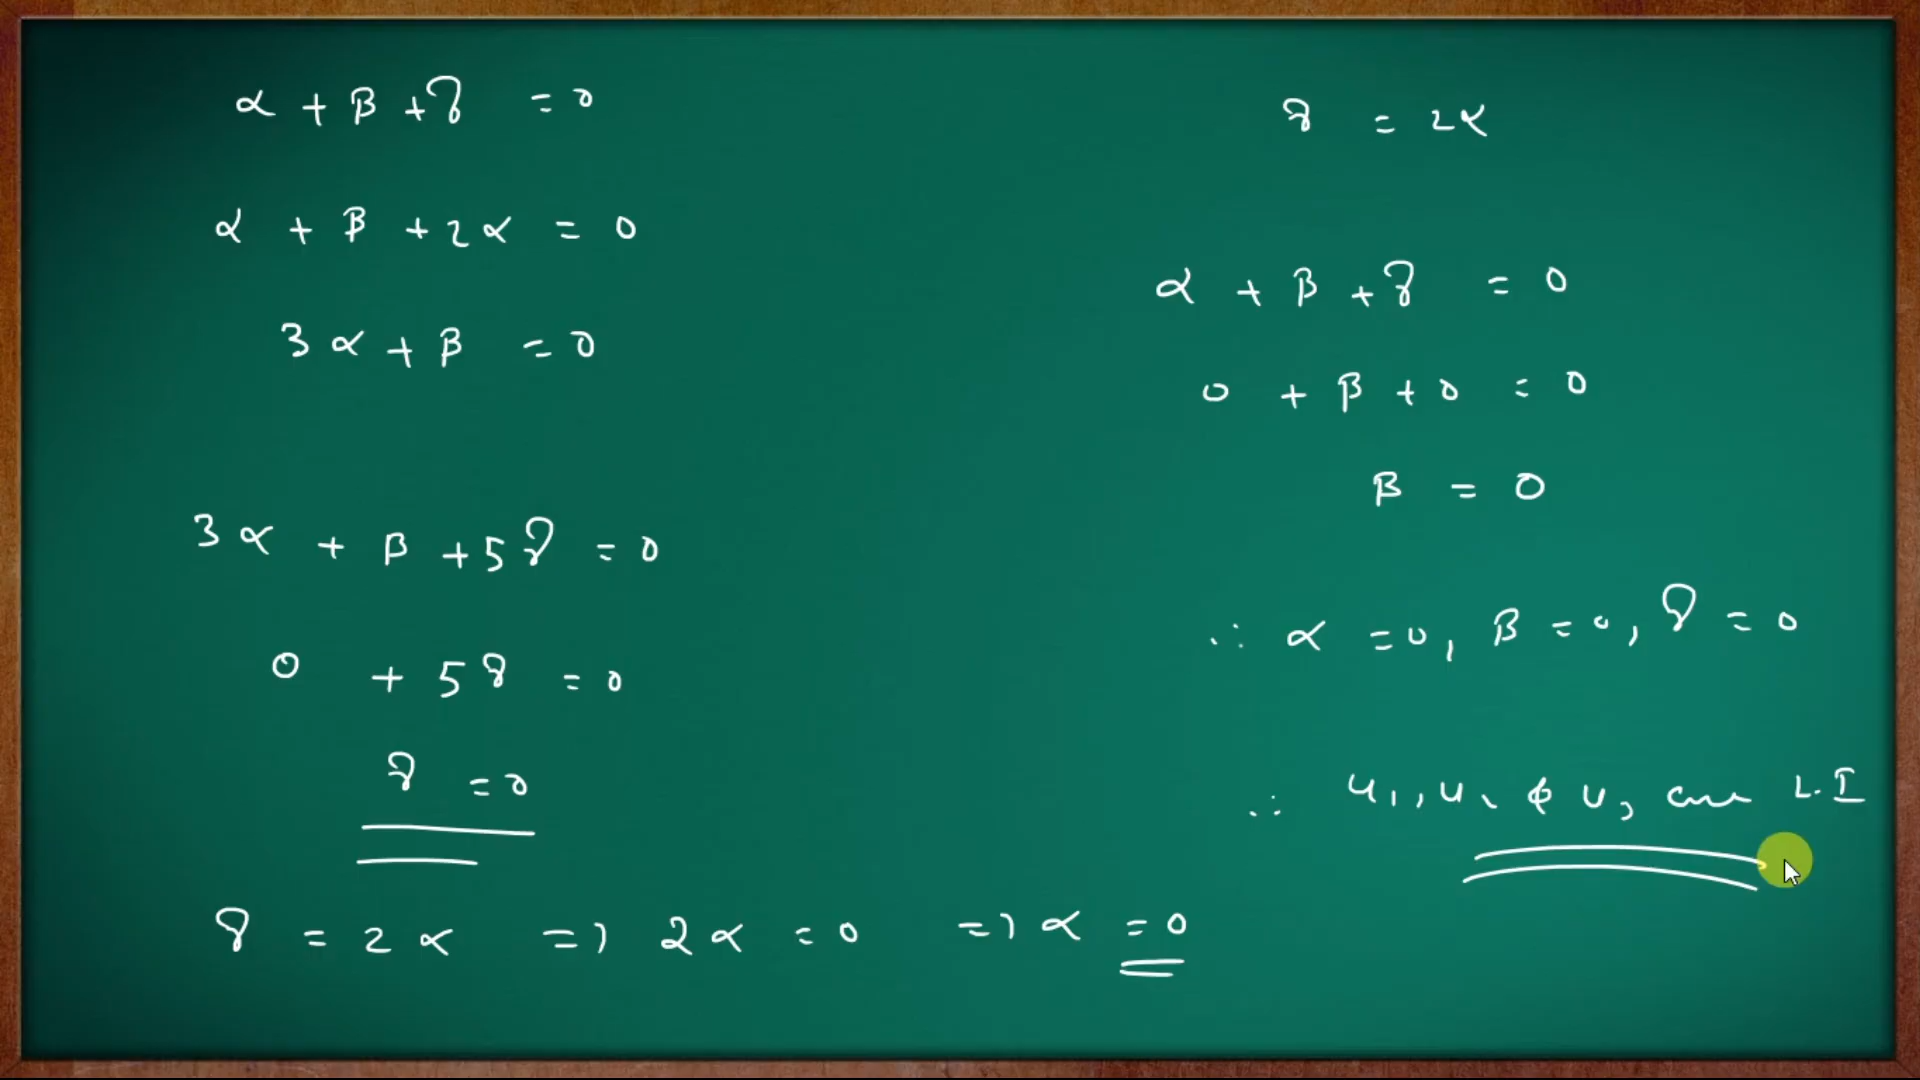 α + β + γ = 0
α + β + 2α = 0
3α + β = 0
3α + β + 5γ = 0
0 + 5γ = 0
γ = 0
γ = 2α => 2α = 0 => α = 0
γ = 2α
α + β + γ = 0
0 + β + 0 = 0
β = 0
∴ α = 0, β = 0, γ = 0
∴ u₁, u₂ & u₃ are L.I